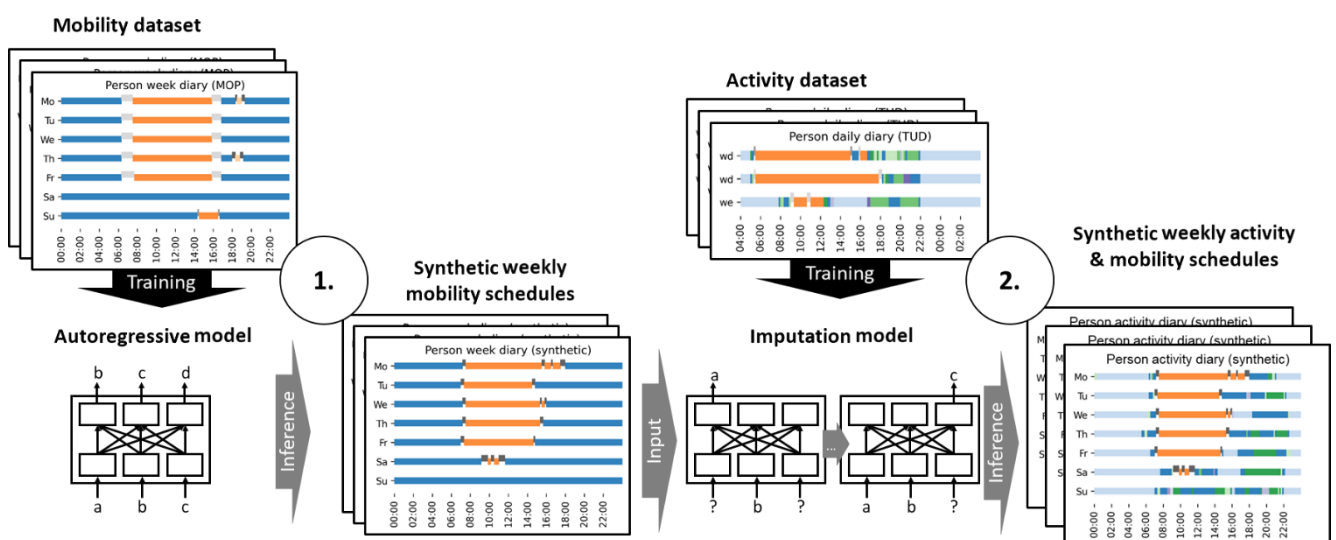 Mobility dataset
Person week diary (MOP)
Mo
Tu
We
Th
Fr
Sa
Su
00:00
02:00
04:00
06:00
08:00
10:00
12:00
14:00
16:00
18:00
20:00
22:00
Training
Autoregressive model
b c d
a b c
Inference
1.
Synthetic weekly
mobility schedules
Person week diary (synthetic)
Mo
Tu
We
Th
Fr
Sa
Su
00:00
02:00
04:00
06:00
08:00
10:00
12:00
14:00
16:00
18:00
20:00
22:00
Input
Activity dataset
Person daily diary (TUD)
wd
wd
we
04:00
06:00
08:00
10:00
12:00
14:00
16:00
18:00
20:00
22:00
00:00
02:00
Training
Imputation model
a
? b ?
...
a c
a b ?
Inference
2.
Synthetic weekly activity
& mobility schedules
Person activity diary (synthetic)
Person activity diary (synthetic)
Person activity diary (synthetic)
Mo
Tu
We
Th
Fr
Sa
Su
00:00
02:00
04:00
06:00
08:00
10:00
12:00
14:00
16:00
18:00
20:00
22:00